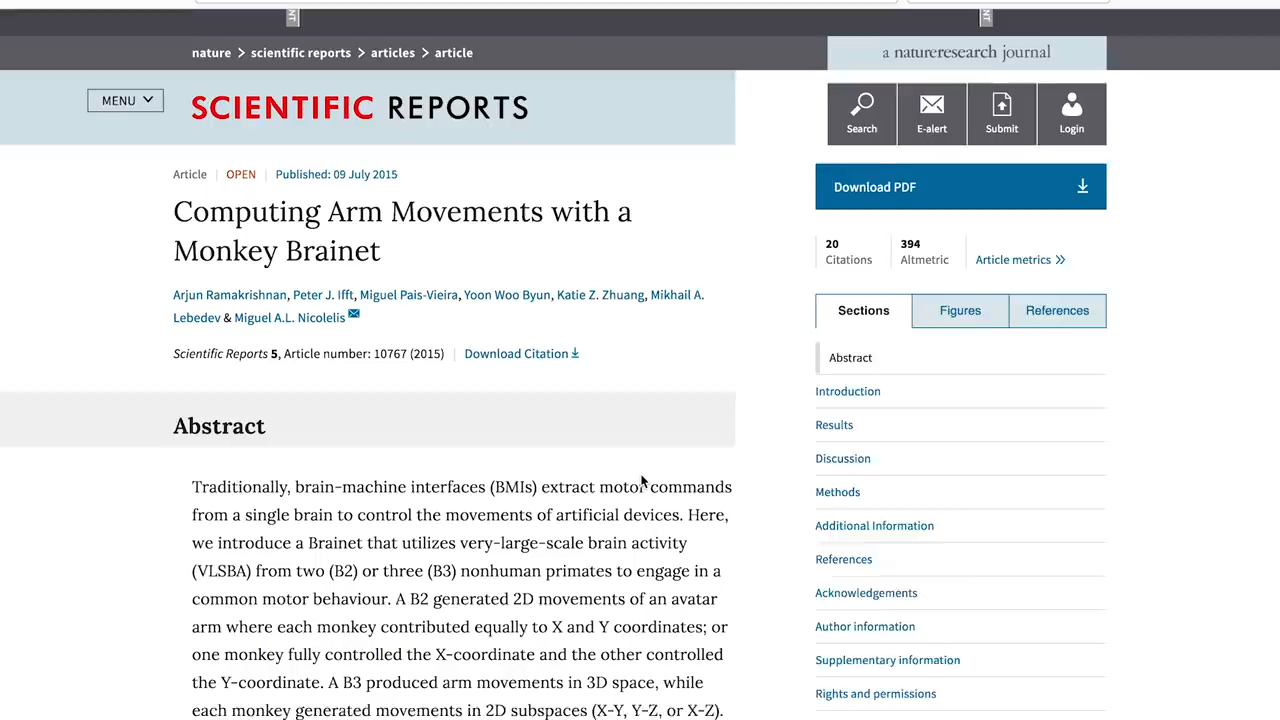 NT
NT
nature > scientific reports > articles > article
a natureresearch journal
MENU
SCIENTIFIC REPORTS
Search
E-alert
Submit
Login
Article | OPEN | Published: 09 July 2015
Computing Arm Movements with a
Monkey Brainet
Arjun Ramakrishnan, Peter J. Ifft, Miguel Pais-Vieira, Yoon Woo Byun, Katie Z. Zhuang, Mikhail A.
Lebedev & Miguel A.L. Nicolelis
Scientific Reports 5, Article number: 10767 (2015) | Download Citation
Abstract
Traditionally, brain-machine interfaces (BMIs) extract motor commands
from a single brain to control the movements of artificial devices. Here,
we introduce a Brainet that utilizes very-large-scale brain activity
(VLSBA) from two (B2) or three (B3) nonhuman primates to engage in a
common motor behaviour. A B2 generated 2D movements of an avatar
arm where each monkey contributed equally to X and Y coordinates; or
one monkey fully controlled the X-coordinate and the other controlled
the Y-coordinate. A B3 produced arm movements in 3D space, while
each monkey generated movements in 2D subspaces (X-Y, Y-Z, or X-Z).
Download PDF
20
Citations
394
Altmetric
Article metrics >>
Sections
Figures
References
Abstract
Introduction
Results
Discussion
Methods
Additional Information
References
Acknowledgements
Author information
Supplementary information
Rights and permissions